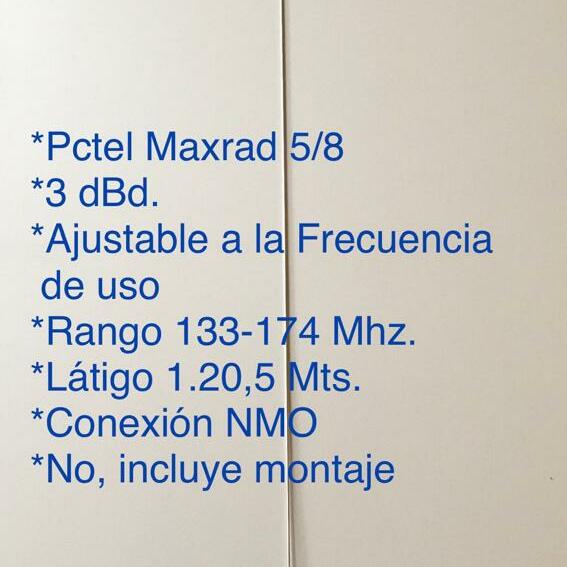 *Pctel Maxrad 5/8
*3 dBd.
*Ajustable a la Frecuencia
de uso
*Rango 133-174 Mhz.
*Látigo 1.20,5 Mts.
*Conexión NMO
*No, incluye montaje